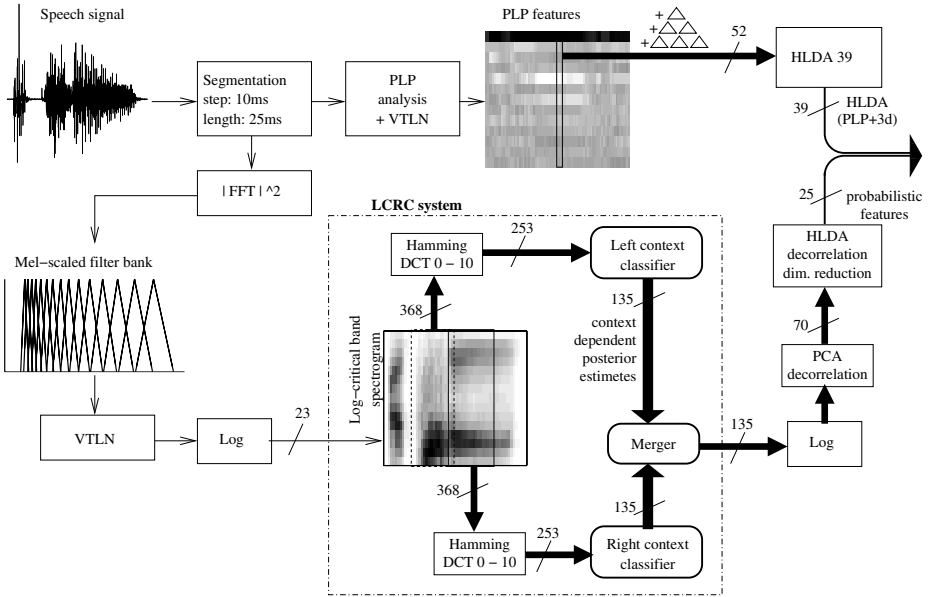 Speech signal
Segmentation
step: 10ms
length: 25ms
PLP
analysis
+ VTLN
PLP features
+
+
+
52
HLDA 39
39
HLDA
(PLP+3d)
| FFT | ^2
25
probabilistic
features
LCRC system
Mel−scaled filter bank
Hamming
DCT 0 − 10
253
Left context
classifier
HLDA
decorrelation
dim. reduction
368
135
context
dependent
posterior
estimetes
70
Log−critical band
spectrogram
PCA
decorrelation
VTLN
Log
23
Merger
135
Log
368
135
Hamming
DCT 0 − 10
253
Right context
classifier